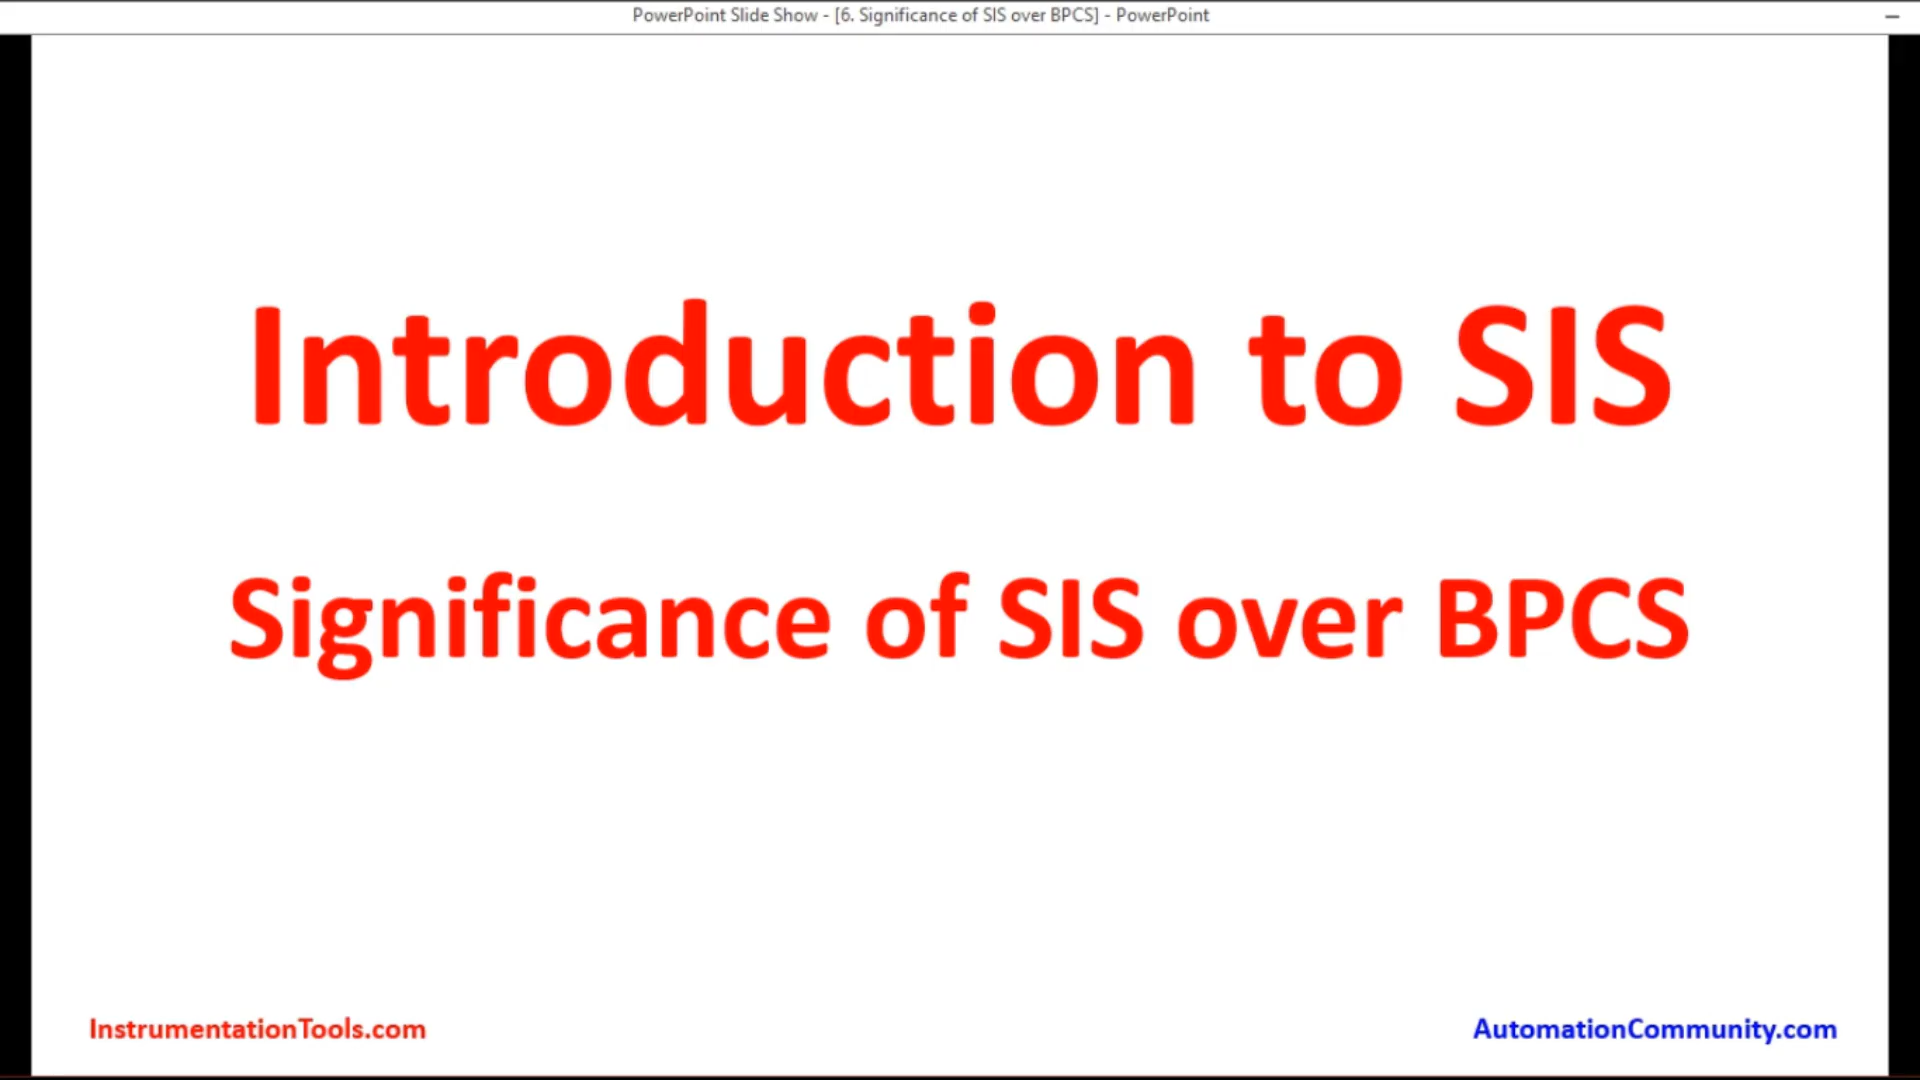 PowerPoint Slide Show - [6. Significance of SIS over BPCS] - PowerPoint
Introduction to SIS
Significance of SIS over BPCS
InstrumentationTools.com
AutomationCommunity.com